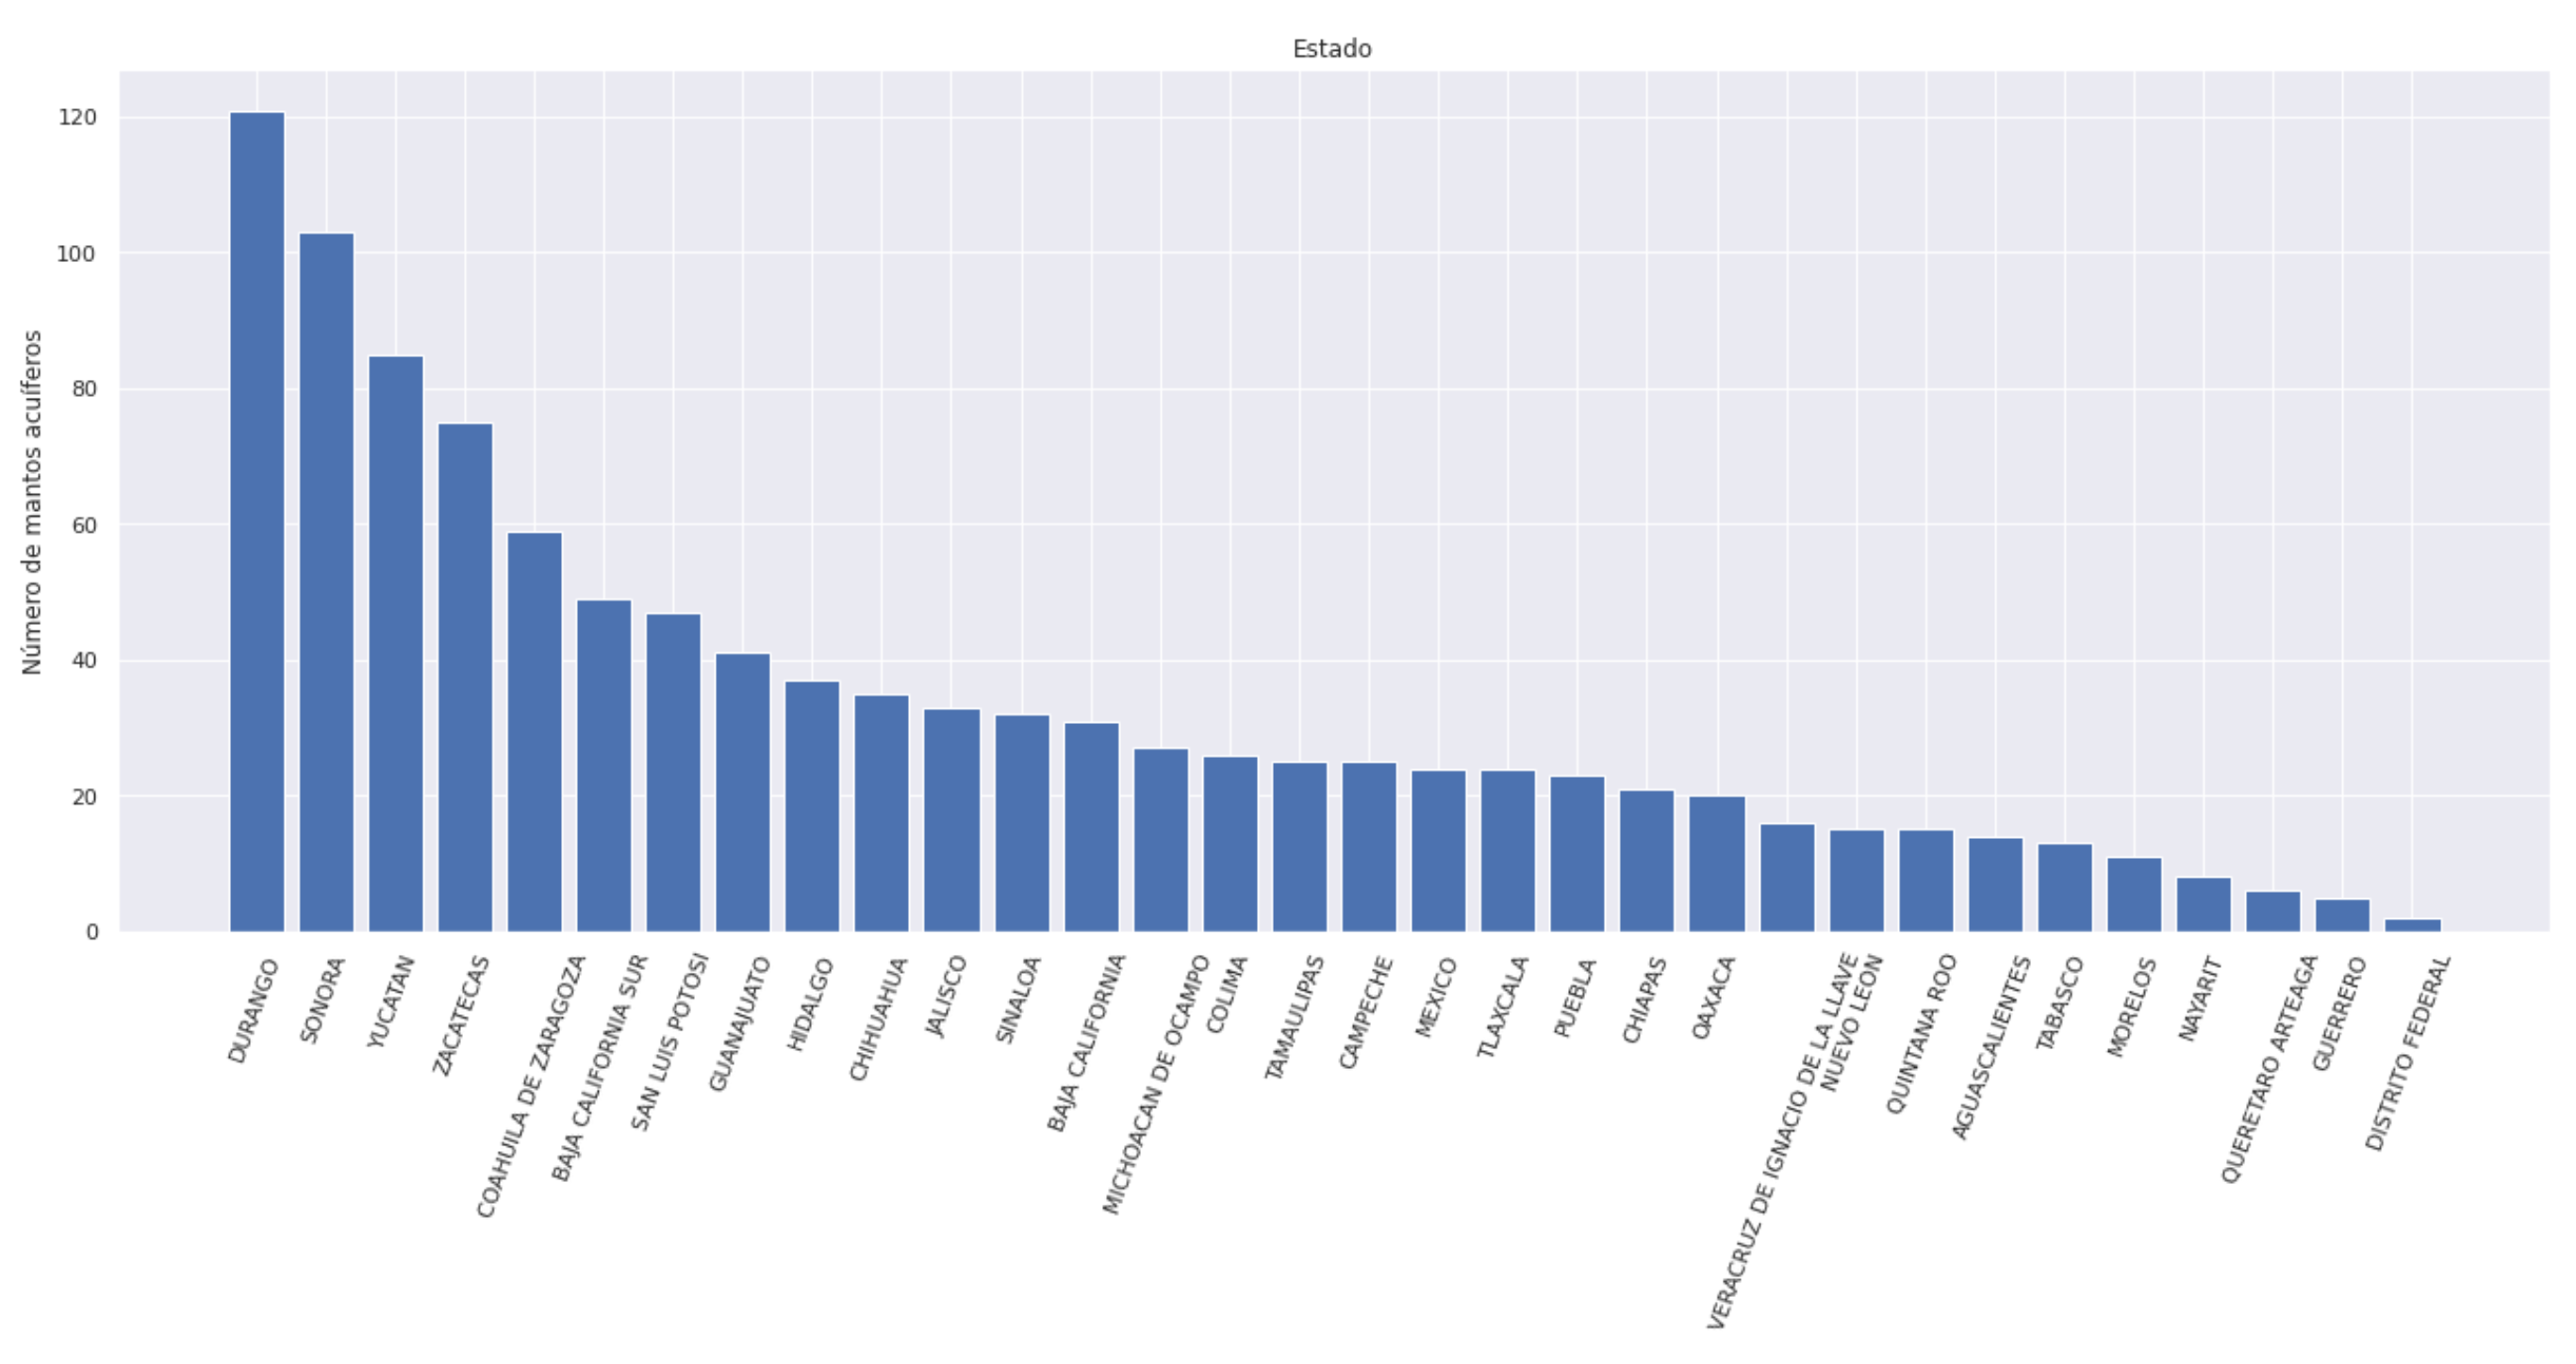 Estado
Número de mantos acuíferos
120
100
80
60
40
20
0
DURANGO
SONORA
YUCATAN
ZACATECAS
COAHUILA DE ZARAGOZA
BAJA CALIFORNIA SUR
SAN LUIS POTOSI
GUANAJUATO
HIDALGO
CHIHUAHUA
JALISCO
SINALOA
BAJA CALIFORNIA
MICHOACAN DE OCAMPO
COLIMA
TAMAULIPAS
CAMPECHE
MEXICO
TLAXCALA
PUEBLA
CHIAPAS
OAXACA
VERACRUZ DE IGNACIO DE LA LLAVE
NUEVO LEON
QUINTANA ROO
AGUASCALIENTES
TABASCO
MORELOS
NAYARIT
QUERETARO ARTEAGA
GUERRERO
DISTRITO FEDERAL